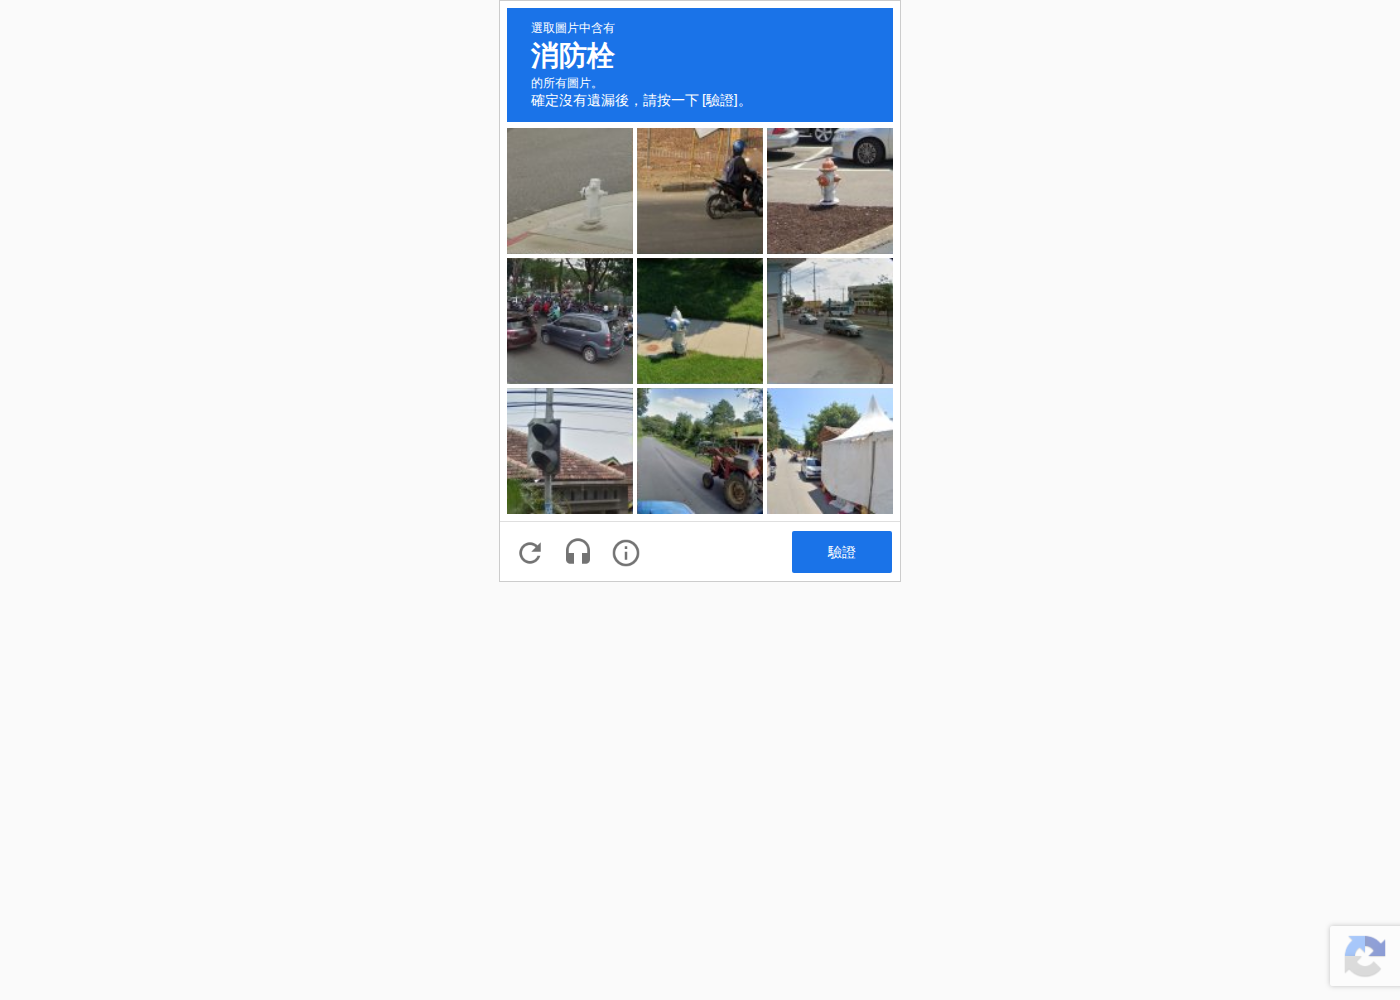 選取圖片中含有
消防栓
的所有圖片。
確定沒有遺漏後，請按一下 [驗證]。
驗證